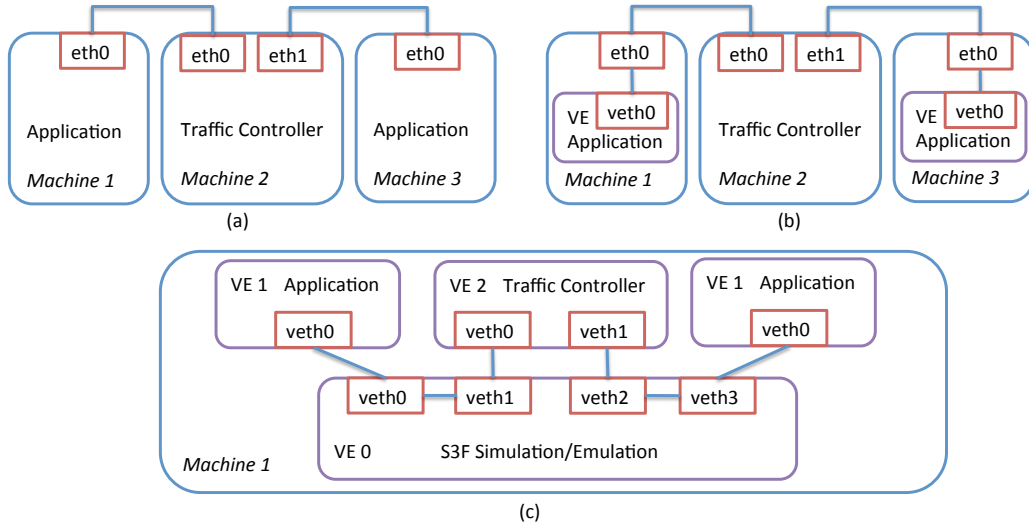 eth0
eth0
eth1
eth0
Application
Traffic Controller
Application
Machine 1
Machine 2
Machine 3
(a)
eth0
eth0
eth1
eth0
VE
veth0
Application
Traffic Controller
VE
veth0
Application
Machine 1
Machine 2
Machine 3
(b)
VE 1 Application
veth0
VE 2 Traffic Controller
veth0
veth1
VE 1 Application
veth0
veth0
veth1
veth2
veth3
VE 0
S3F Simulation/Emulation
Machine 1
(c)